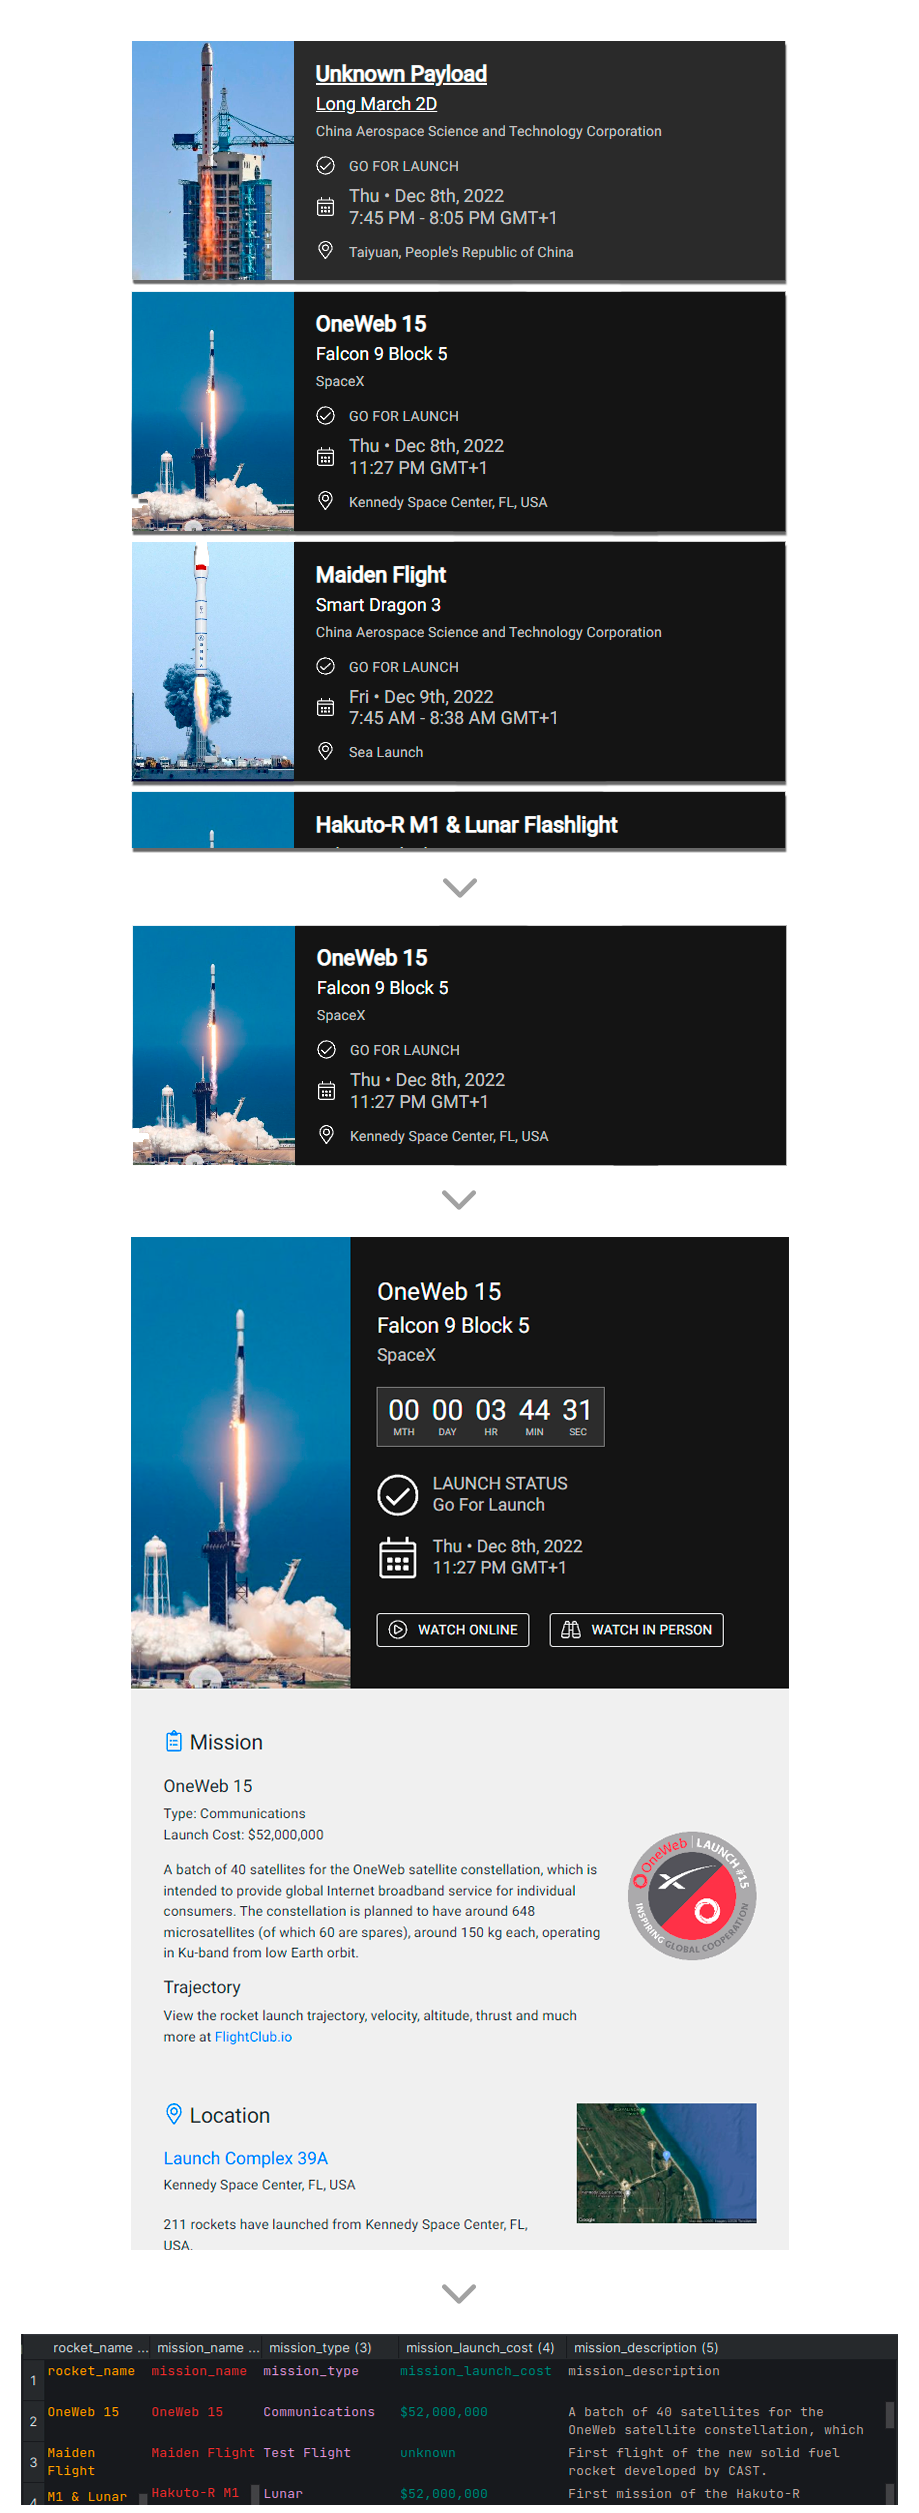 Unknown Payload
Long March 2D
China Aerospace Science and Technology Corporation
GO FOR LAUNCH
Thu • Dec 8th, 2022
7:45 PM - 8:05 PM GMT+1
Taiyuan, People's Republic of China
OneWeb 15
Falcon 9 Block 5
SpaceX
GO FOR LAUNCH
Thu • Dec 8th, 2022
11:27 PM GMT+1
Kennedy Space Center, FL, USA
Maiden Flight
Smart Dragon 3
China Aerospace Science and Technology Corporation
GO FOR LAUNCH
Fri • Dec 9th, 2022
7:45 AM - 8:38 AM GMT+1
Sea Launch
Hakuto-R M1 & Lunar Flashlight
OneWeb 15
Falcon 9 Block 5
SpaceX
GO FOR LAUNCH
Thu • Dec 8th, 2022
11:27 PM GMT+1
Kennedy Space Center, FL, USA
OneWeb 15
Falcon 9 Block 5
SpaceX
00 00 03 44 31
MTH DAY HR MIN SEC
LAUNCH STATUS
Go For Launch
Thu • Dec 8th, 2022
11:27 PM GMT+1
WATCH ONLINE WATCH IN PERSON
Mission
OneWeb 15
Type: Communications
Launch Cost: $52,000,000
A batch of 40 satellites for the OneWeb satellite constellation, which is
intended to provide global Internet broadband service for individual
consumers. The constellation is planned to have around 648
microsatellites (of which 60 are spares), around 150 kg each, operating
in Ku-band from low Earth orbit.
OneWeb | LAUNCH #15
INSPIRING GLOBAL COOPERATION
Trajectory
View the rocket launch trajectory, velocity, altitude, thrust and much
more at FlightClub.io
Location
Launch Complex 39A
Kennedy Space Center, FL, USA
211 rockets have launched from Kennedy Space Center, FL,
USA.
Google
rocket_name ... mission_name ... mission_type (3) mission_launch_cost (4) mission_description (5)
1 rocket_name mission_name mission_type mission_launch_cost mission_description
2 OneWeb 15 OneWeb 15 Communications $52,000,000 A batch of 40 satellites for the
OneWeb satellite constellation, which
3 Maiden Maiden Flight Test Flight unknown First flight of the new solid fuel
Flight rocket developed by CAST.
4 M1 & Lunar Hakuto-R M1 Lunar $52,000,000 First mission of the Hakuto-R